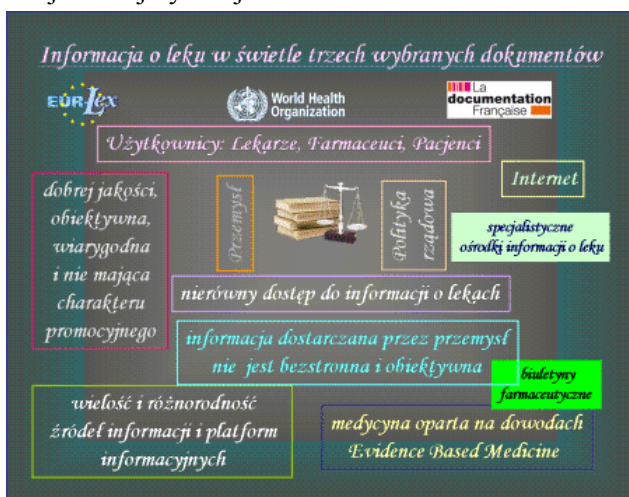 Informacja o leku w świetle trzech wybranych dokumentów
EUR-Lex
World Health
Organization
La
documentation
Française
Użytkownicy: Lekarze, Farmaceuci, Pacjenci
Internet
dobrej jakości,
obiektywna,
wiarygodna
i nie mająca
charakteru
promocyjnego
Przemysł
Polityka
rządowa
specjalistyczne
ośrodki informacji o leku
nierówny dostęp do informacji o lekach
informacja dostarczana przez przemysł
nie jest bezstronna i obiektywna
biuletyny
farmaceutyczne
wielość i różnorodność
źródeł informacji i platform
informacyjnych
medycyna oparta na dowodach
Evidence Based Medicine